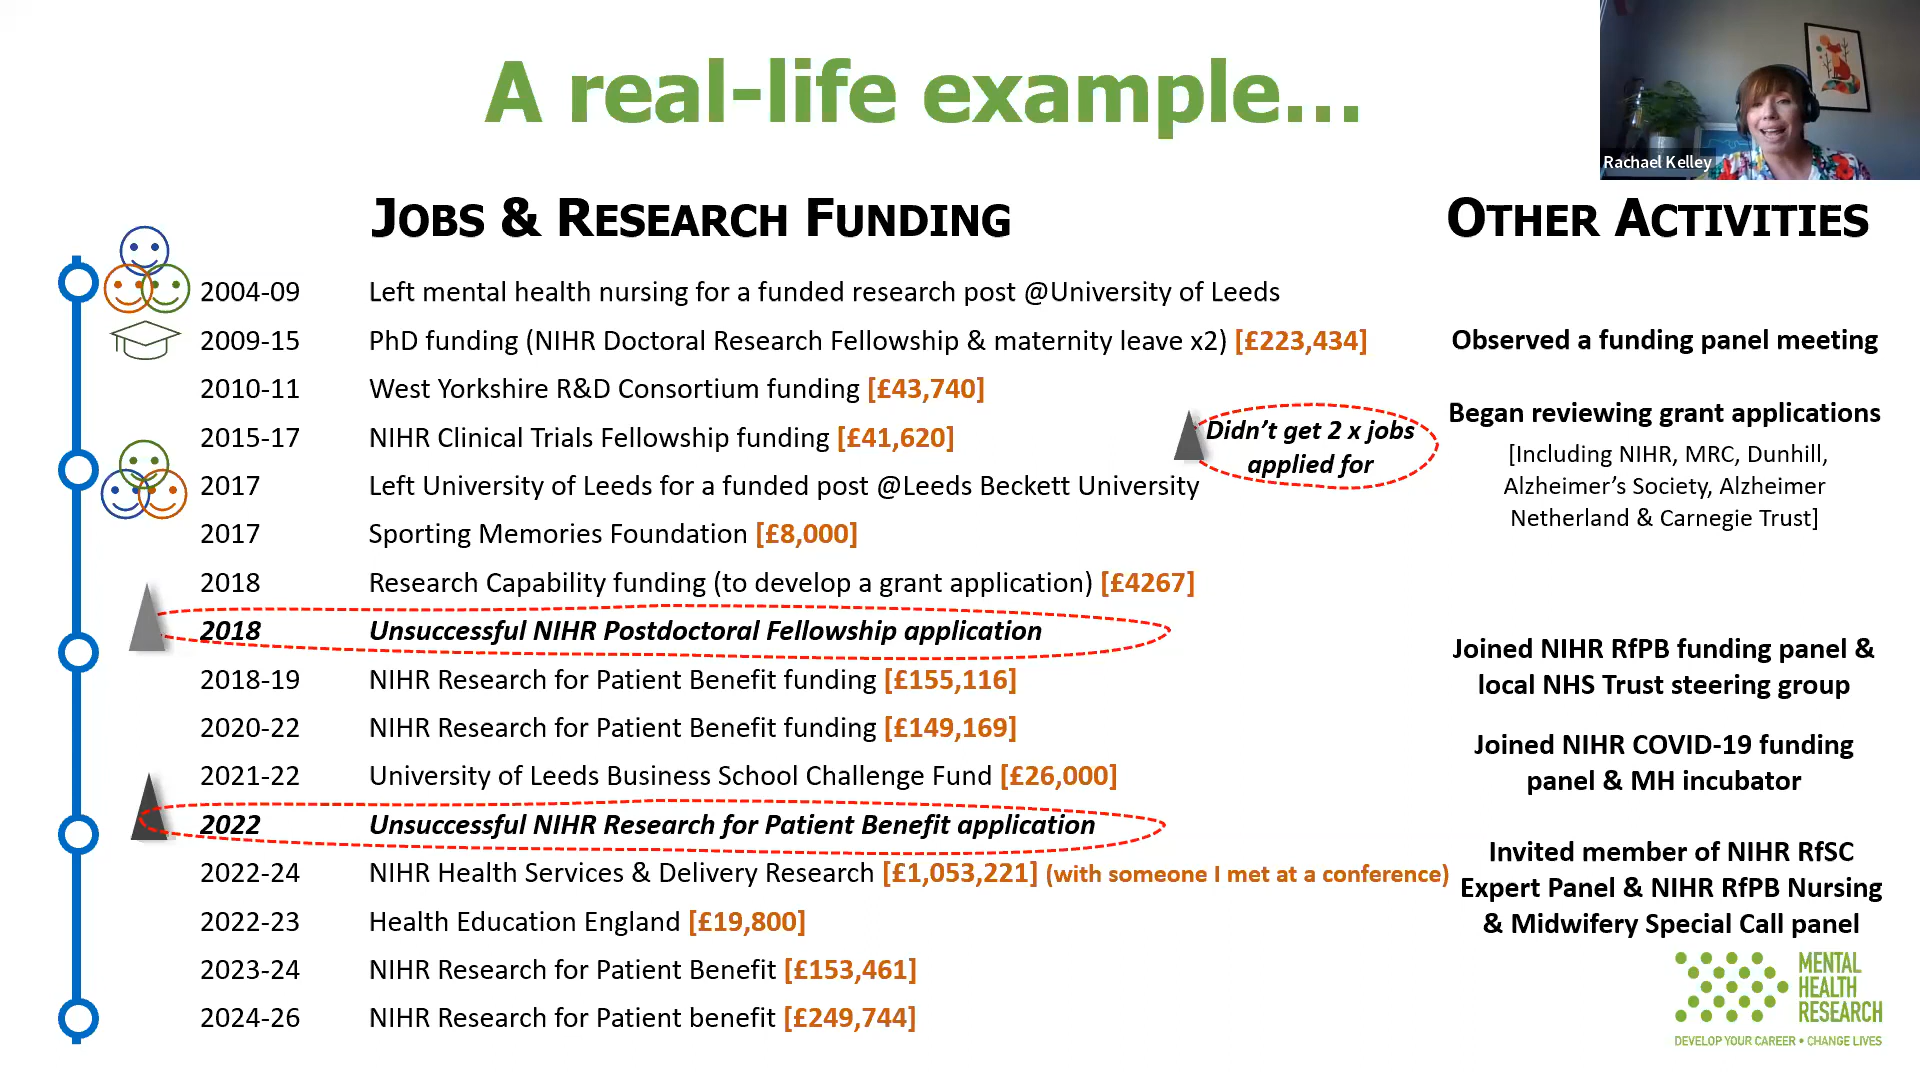 A real-life example...
Rachael Kelley
JOBS & RESEARCH FUNDING
OTHER ACTIVITIES
2004-09 Left mental health nursing for a funded research post @University of Leeds
2009-15 PhD funding (NIHR Doctoral Research Fellowship & maternity leave x2) [£223,434]
2010-11 West Yorkshire R&D Consortium funding [£43,740]
2015-17 NIHR Clinical Trials Fellowship funding [£41,620]
Didn't get 2 x jobs
applied for
2017 Left University of Leeds for a funded post @Leeds Beckett University
2017 Sporting Memories Foundation [£8,000]
2018 Research Capability funding (to develop a grant application) [£4267]
2018 Unsuccessful NIHR Postdoctoral Fellowship application
2018-19 NIHR Research for Patient Benefit funding [£155,116]
2020-22 NIHR Research for Patient Benefit funding [£149,169]
2021-22 University of Leeds Business School Challenge Fund [£26,000]
2022 Unsuccessful NIHR Research for Patient Benefit application
2022-24 NIHR Health Services & Delivery Research [£1,053,221] (with someone I met at a conference)
2022-23 Health Education England [£19,800]
2023-24 NIHR Research for Patient Benefit [£153,461]
2024-26 NIHR Research for Patient benefit [£249,744]
Observed a funding panel meeting
Began reviewing grant applications
[Including NIHR, MRC, Dunhill,
Alzheimer's Society, Alzheimer
Netherland & Carnegie Trust]
Joined NIHR RfPB funding panel &
local NHS Trust steering group
Joined NIHR COVID-19 funding
panel & MH incubator
Invited member of NIHR RfSC
Expert Panel & NIHR RfPB Nursing
& Midwifery Special Call panel
MENTAL
HEALTH
RESEARCH
DEVELOP YOUR CAREER • CHANGE LIVES